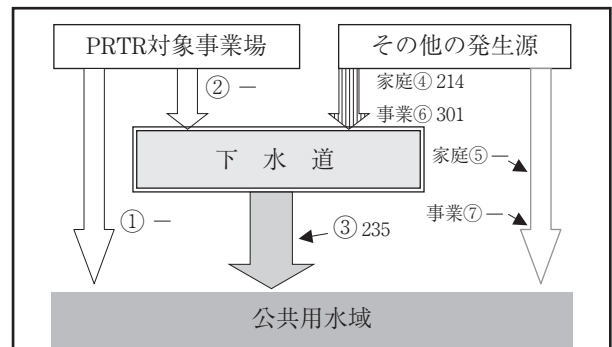 PRTR対象事業場
その他の発生源
② －
家庭④ 214
事業⑥ 301
下 水 道
家庭⑤ －
① －
③ 235
事業⑦ －
公共用水域